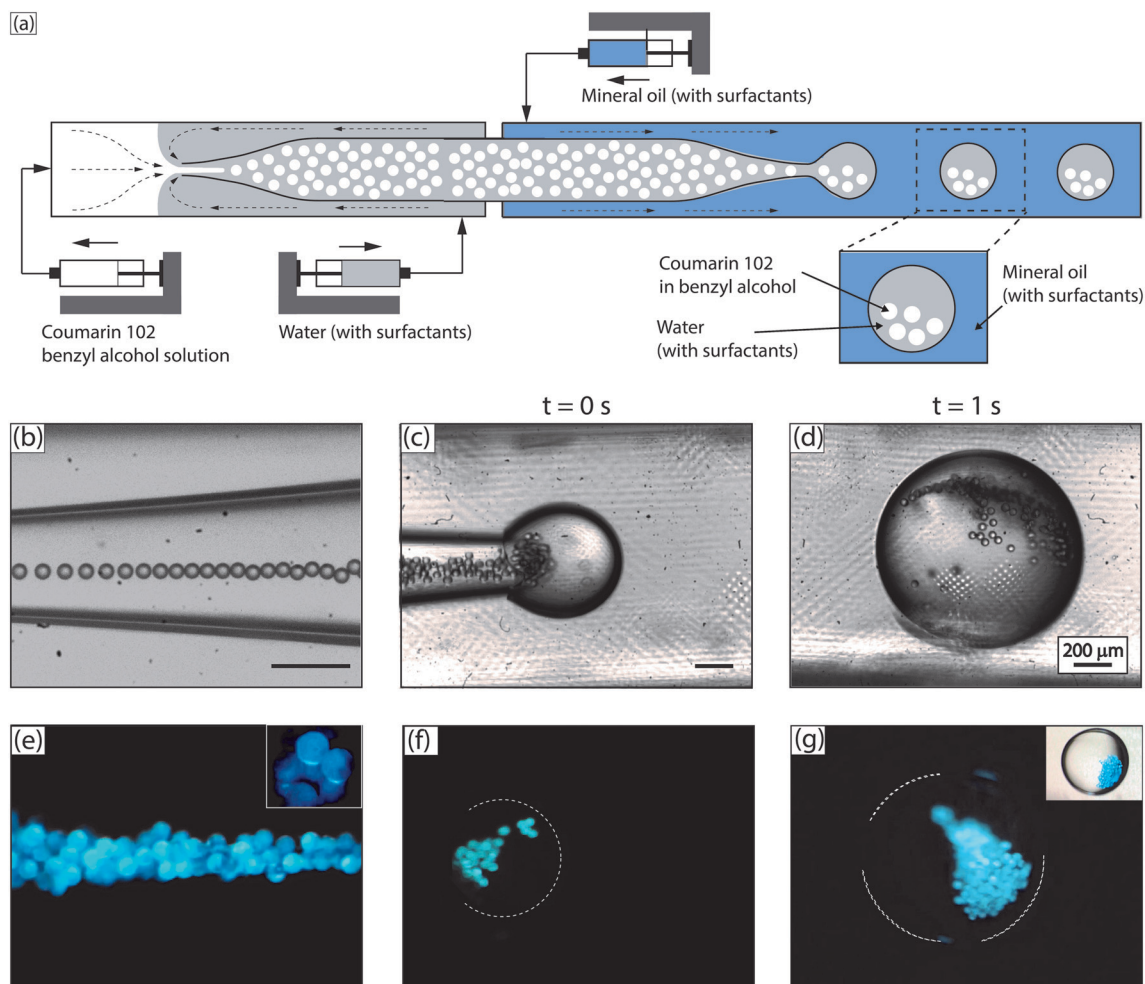 (a)
Mineral oil (with surfactants)
Coumarin 102
benzyl alcohol solution
Water (with surfactants)
Coumarin 102
in benzyl alcohol
Water
(with surfactants)
Mineral oil
(with surfactants)
t = 0 s
t = 1 s
(b)
(c)
(d)
200 μm
(e)
(f)
(g)